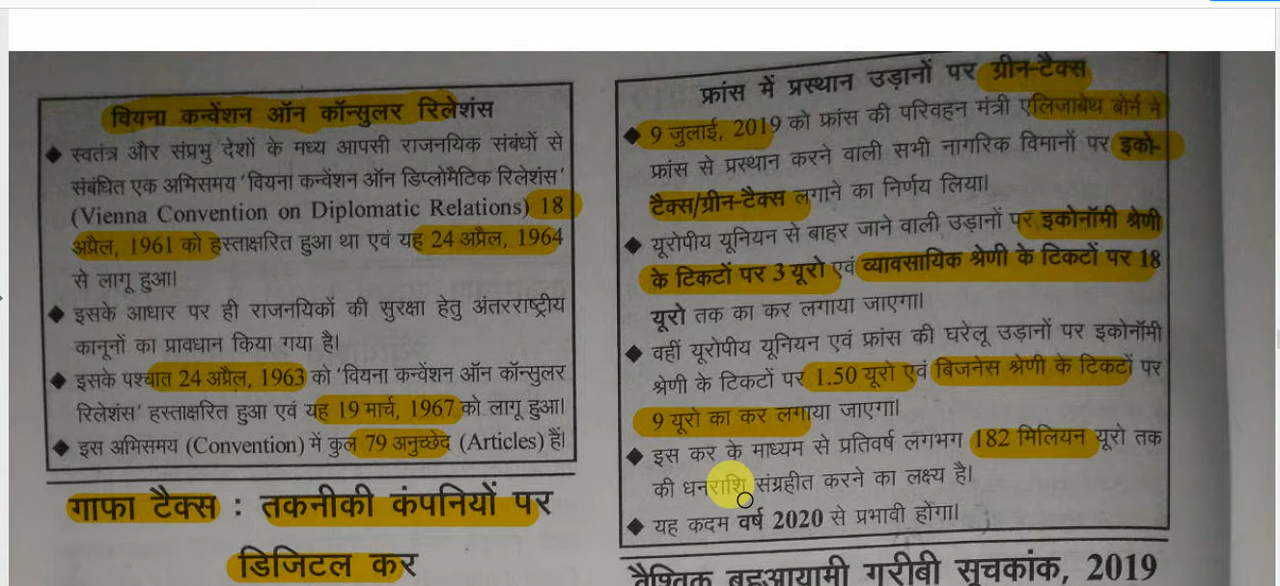 वियना कन्वेंशन ऑन कॉन्सुलर रिलेशंस
◆ स्वतंत्र और संप्रभु देशों के मध्य आपसी राजनयिक संबंधों से
संबंधित एक अभिसमय ‘वियना कन्वेंशन ऑन डिप्लोमैटिक रिलेशंस’
(Vienna Convention on Diplomatic Relations) 18
अप्रैल, 1961 को हस्ताक्षरित हुआ था एवं यह 24 अप्रैल, 1964
से लागू हुआ।
◆ इसके आधार पर ही राजनयिकों की सुरक्षा हेतु अंतरराष्ट्रीय
कानूनों का प्रावधान किया गया है।
◆ इसके पश्चात 24 अप्रैल, 1963 को ‘वियना कन्वेंशन ऑन कॉन्सुलर
रिलेशंस’ हस्ताक्षरित हुआ एवं यह 19 मार्च, 1967 को लागू हुआ।
◆ इस अभिसमय (Convention) में कुल 79 अनुच्छेद (Articles) हैं।
गाफा टैक्स : तकनीकी कंपनियों पर
डिजिटल कर
फ्रांस में प्रस्थान उड़ानों पर ग्रीन-टैक्स
◆ 9 जुलाई, 2019 को फ्रांस की परिवहन मंत्री एलिजाबेथ बोर्न ने
फ्रांस से प्रस्थान करने वाली सभी नागरिक विमानों पर इको-
टैक्स/ग्रीन-टैक्स लगाने का निर्णय लिया।
◆ यूरोपीय यूनियन से बाहर जाने वाली उड़ानों पर इकोनॉमी श्रेणी
के टिकटों पर 3 यूरो एवं व्यावसायिक श्रेणी के टिकटों पर 18
यूरो तक का कर लगाया जाएगा।
◆ वहीं यूरोपीय यूनियन एवं फ्रांस की घरेलू उड़ानों पर इकोनॉमी
श्रेणी के टिकटों पर 1.50 यूरो एवं बिजनेस श्रेणी के टिकटों पर
9 यूरो का कर लगाया जाएगा।
◆ इस कर के माध्यम से प्रतिवर्ष लगभग 182 मिलियन यूरो तक
की धनराशि संग्रहीत करने का लक्ष्य है।
◆ यह कदम वर्ष 2020 से प्रभावी होगा।
वैश्विक बहुआयामी गरीबी सूचकांक, 2019